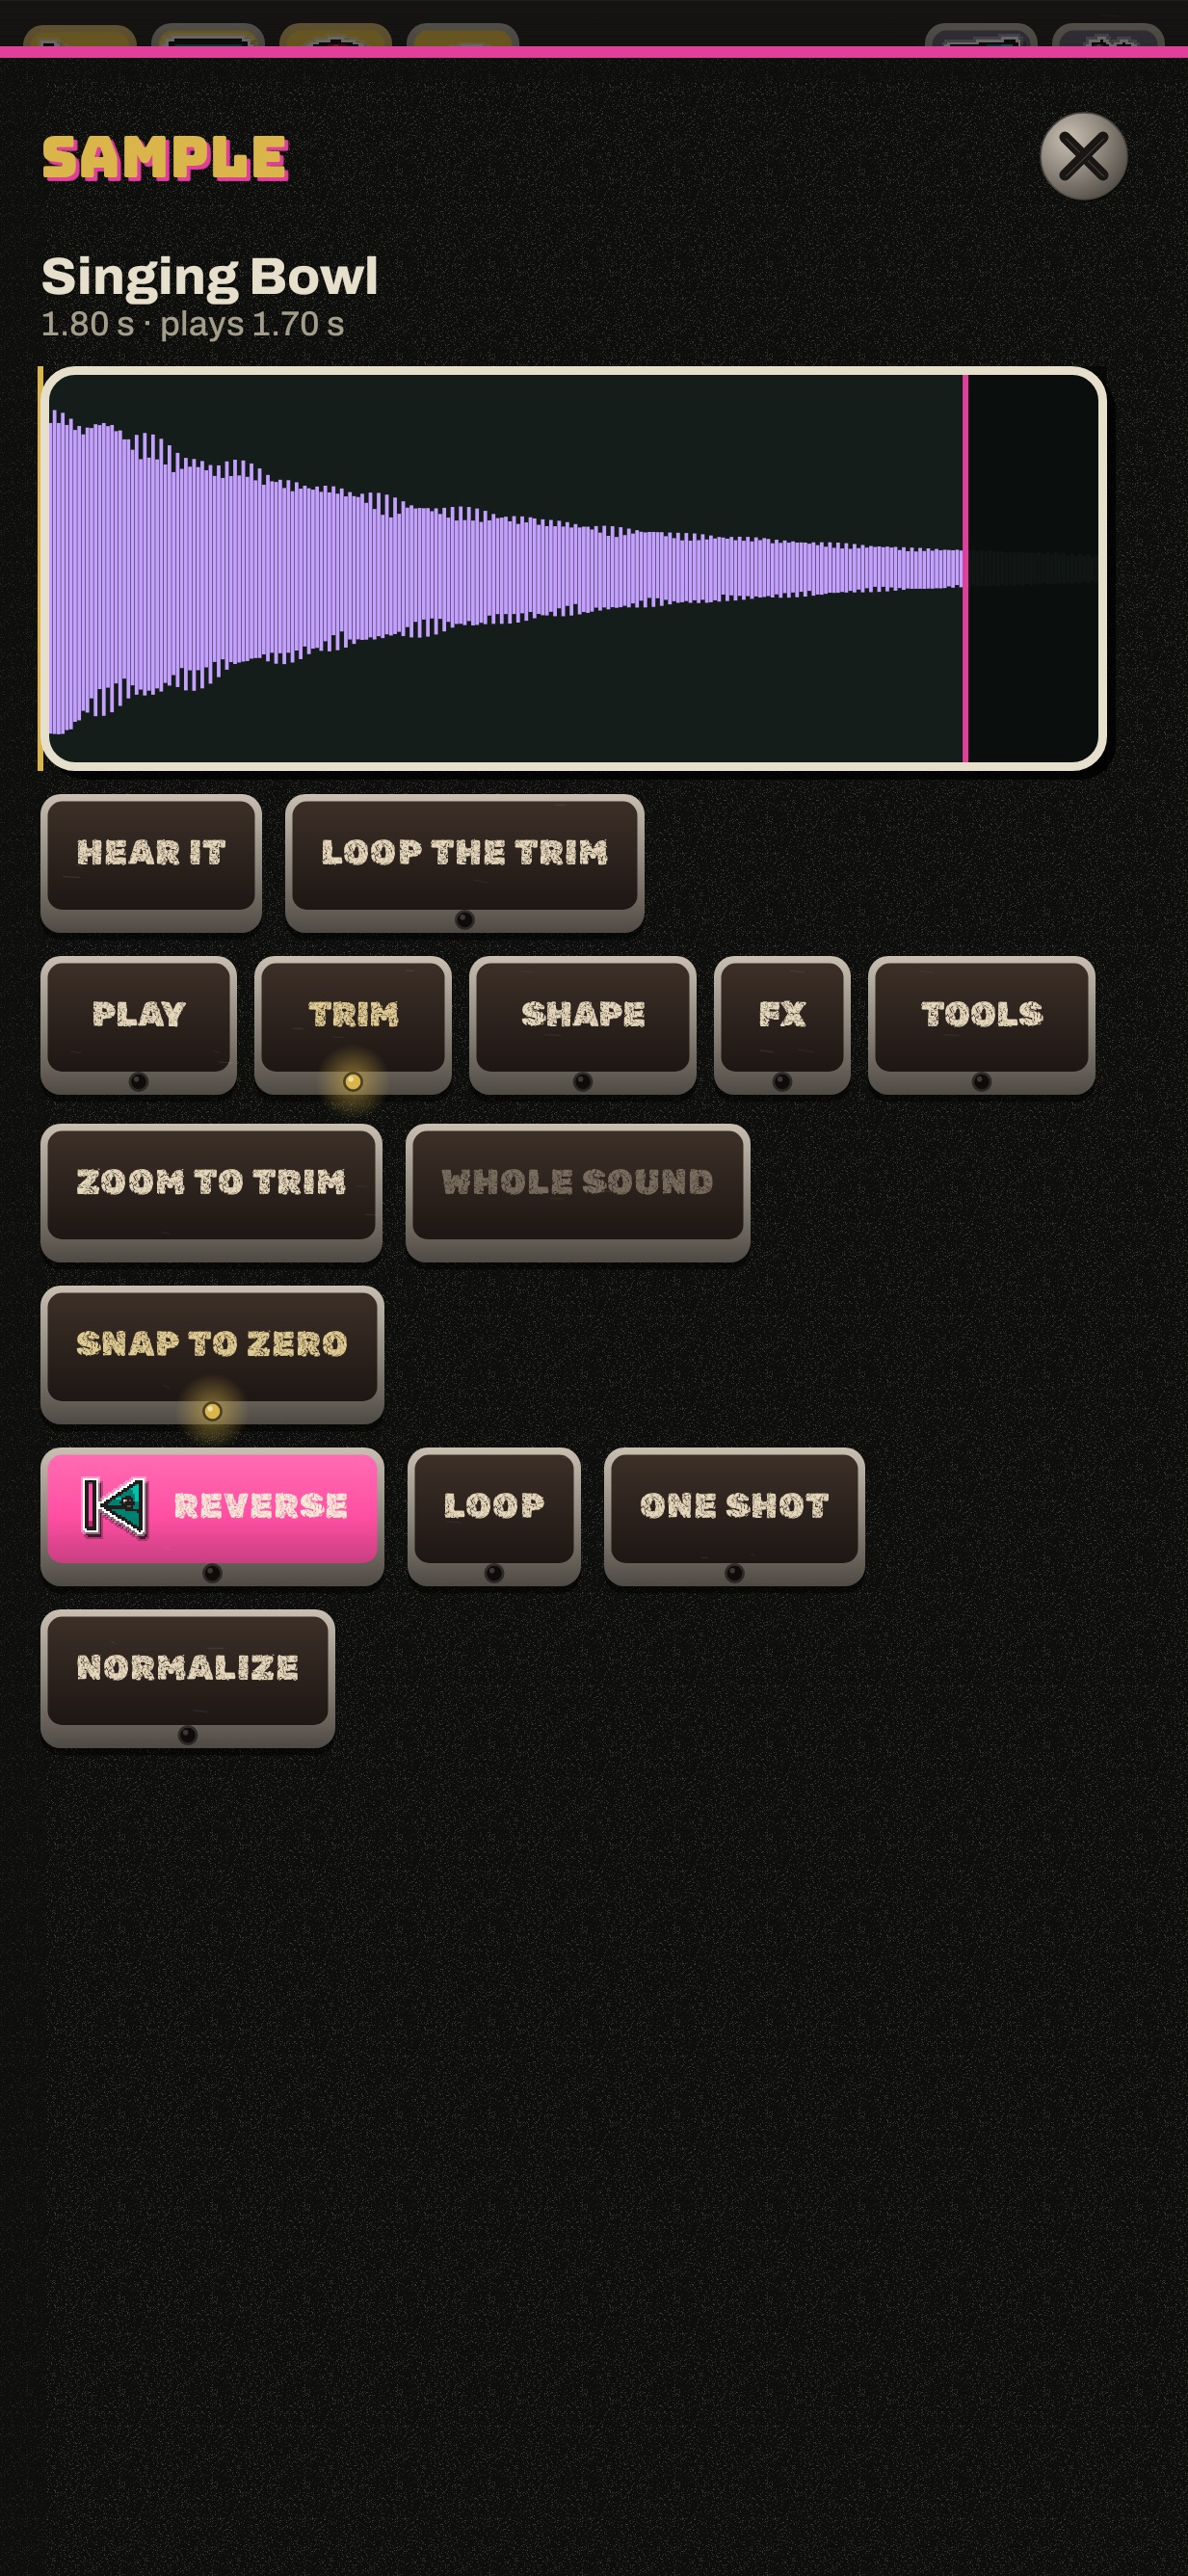 SAMPLE
Singing Bowl
1.80 s · plays 1.70 s
HEAR IT LOOP THE TRIM
PLAY TRIM SHAPE FX TOOLS
ZOOM TO TRIM WHOLE SOUND
SNAP TO ZERO
REVERSE LOOP ONE SHOT
NORMALIZE